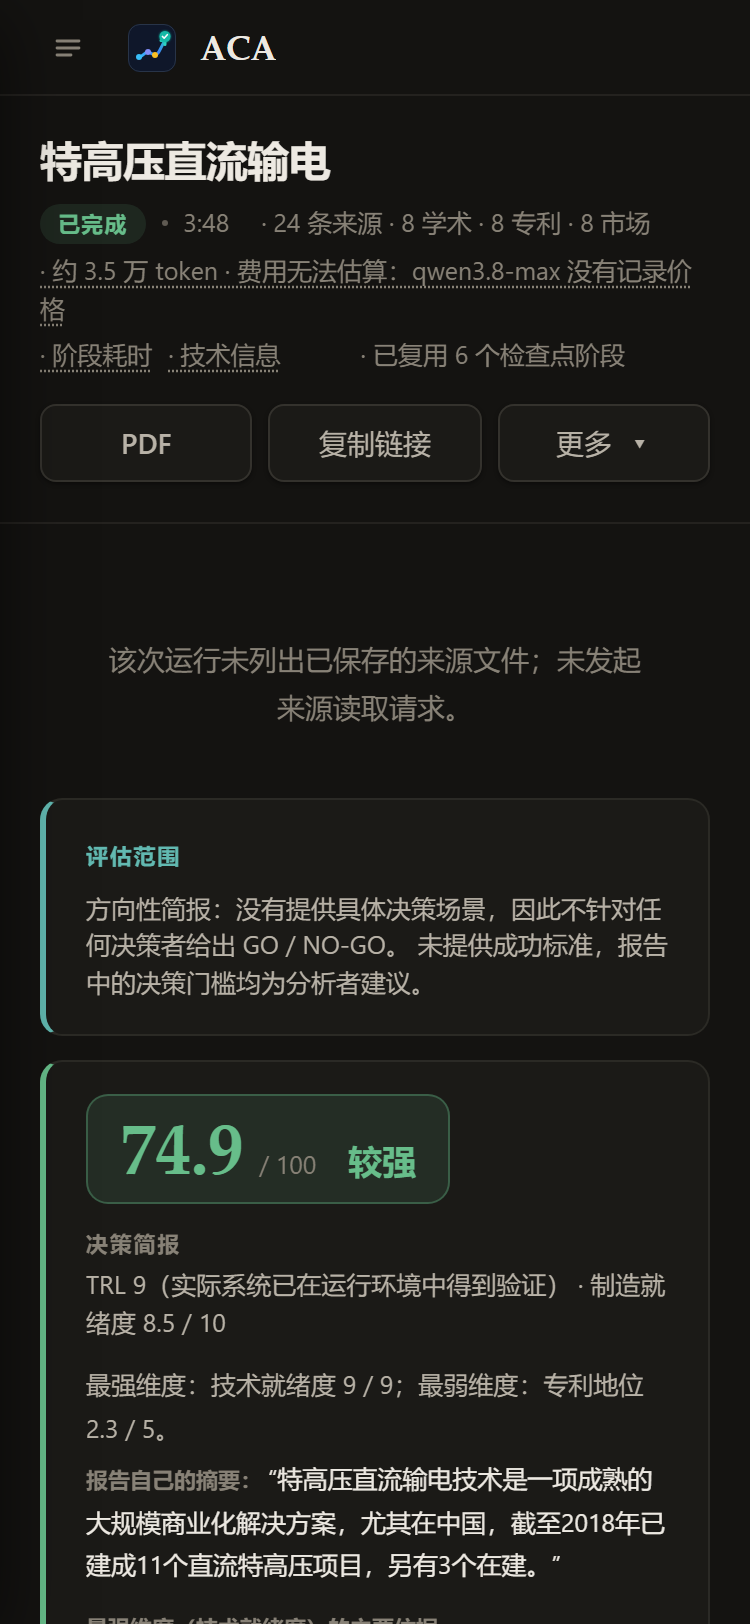 ACA
特高压直流输电
已完成 • 3:48 · 24 条来源 · 8 学术 · 8 专利 · 8 市场
· 约 3.5 万 token · 费用无法估算：qwen3.8-max 没有记录价
格
· 阶段耗时 · 技术信息 · 已复用 6 个检查点阶段
PDF 复制链接 更多 ▼
该次运行未列出已保存的来源文件；未发起
来源读取请求。
评估范围
方向性简报：没有提供具体决策场景，因此不针对任
何决策者给出 GO / NO-GO。 未提供成功标准，报告
中的决策门槛均为分析者建议。
74.9 / 100 较强
决策简报
TRL 9（实际系统已在运行环境中得到验证） · 制造就
绪度 8.5 / 10
最强维度：技术就绪度 9 / 9；最弱维度：专利地位
2.3 / 5。
报告自己的摘要： “特高压直流输电技术是一项成熟的
大规模商业化解决方案，尤其在中国，截至2018年已
建成11个直流特高压项目，另有3个在建。”